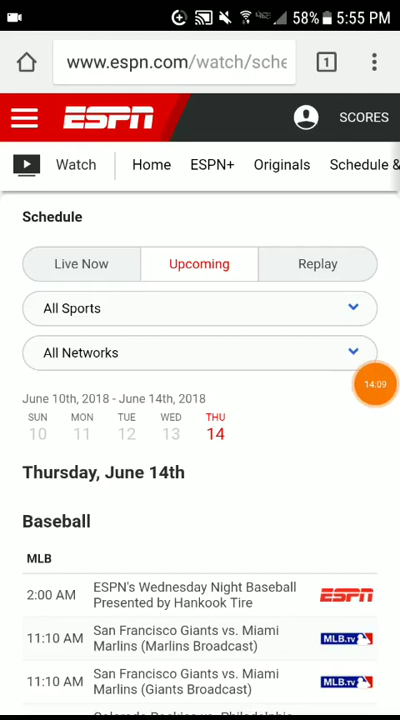 58% 5:55 PM
www.espn.com/watch/sche
1
ESPN
SCORES
Watch Home ESPN+ Originals Schedule &
Schedule
Live Now Upcoming Replay
All Sports
All Networks
14:09
June 10th, 2018 - June 14th, 2018
SUN MON TUE WED THU
10 11 12 13 14
Thursday, June 14th
Baseball
MLB
2:00 AM ESPN's Wednesday Night Baseball
Presented by Hankook Tire
ESPN
11:10 AM San Francisco Giants vs. Miami
Marlins (Marlins Broadcast)
MLB.TV
11:10 AM San Francisco Giants vs. Miami
Marlins (Giants Broadcast)
MLB.TV
Colorado Rockies vs. Philadelphia